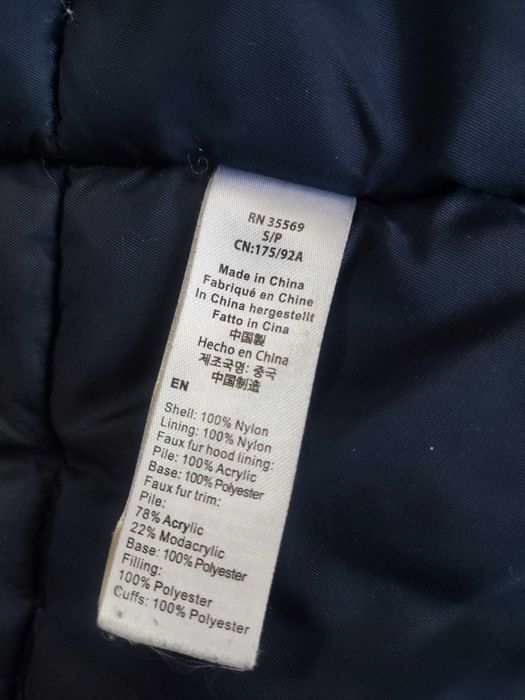 RN 35569
S/P
CN:175/92A
Made in China
Fabriqué en Chine
In China hergestellt
Fatto in Cina
中国製
Hecho en China
제조국명: 중국
中国制造
EN
Shell: 100% Nylon
Lining: 100% Nylon
Faux fur hood lining:
Pile: 100% Acrylic
Base: 100% Polyester
Faux fur trim:
Pile:
78% Acrylic
22% Modacrylic
Base: 100% Polyester
Filling:
100% Polyester
Cuffs: 100% Polyester